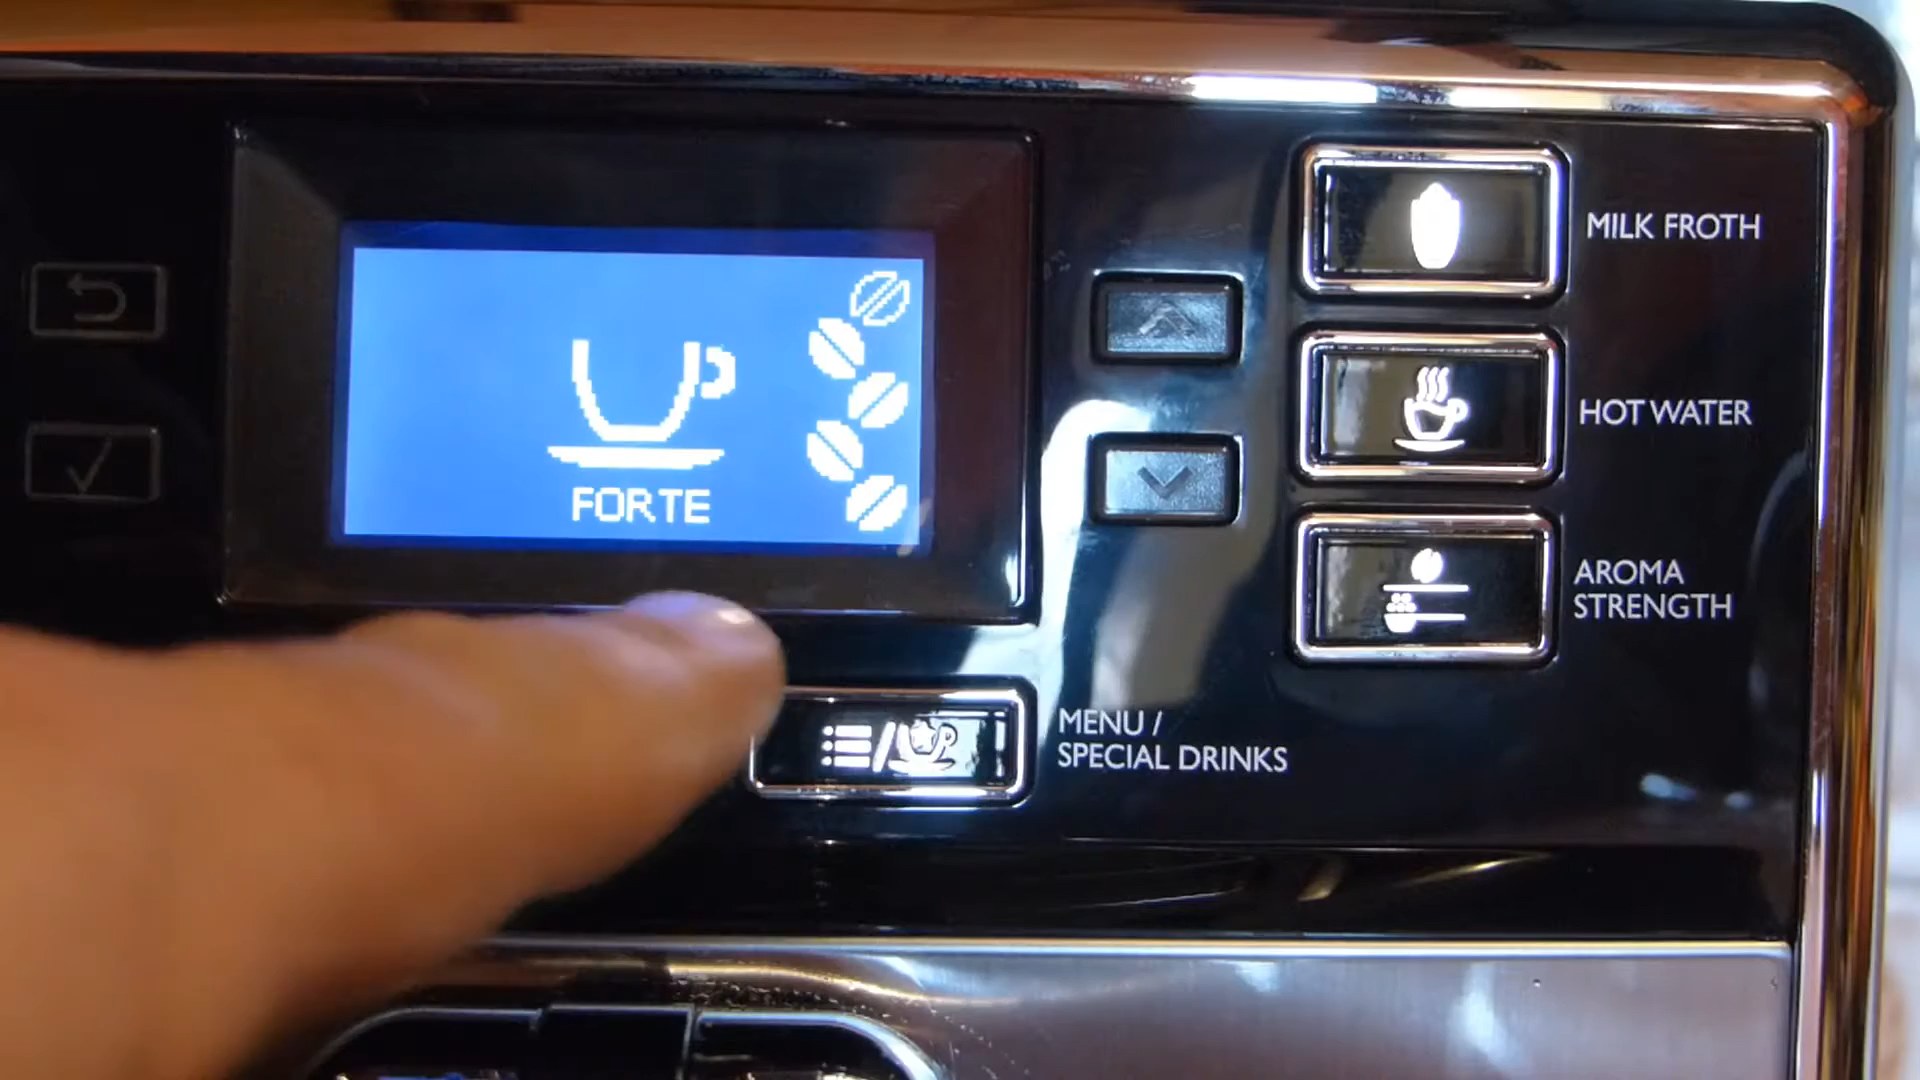 MILK FROTH
HOT WATER
FORTE
AROMA
STRENGTH
MENU /
SPECIAL DRINKS